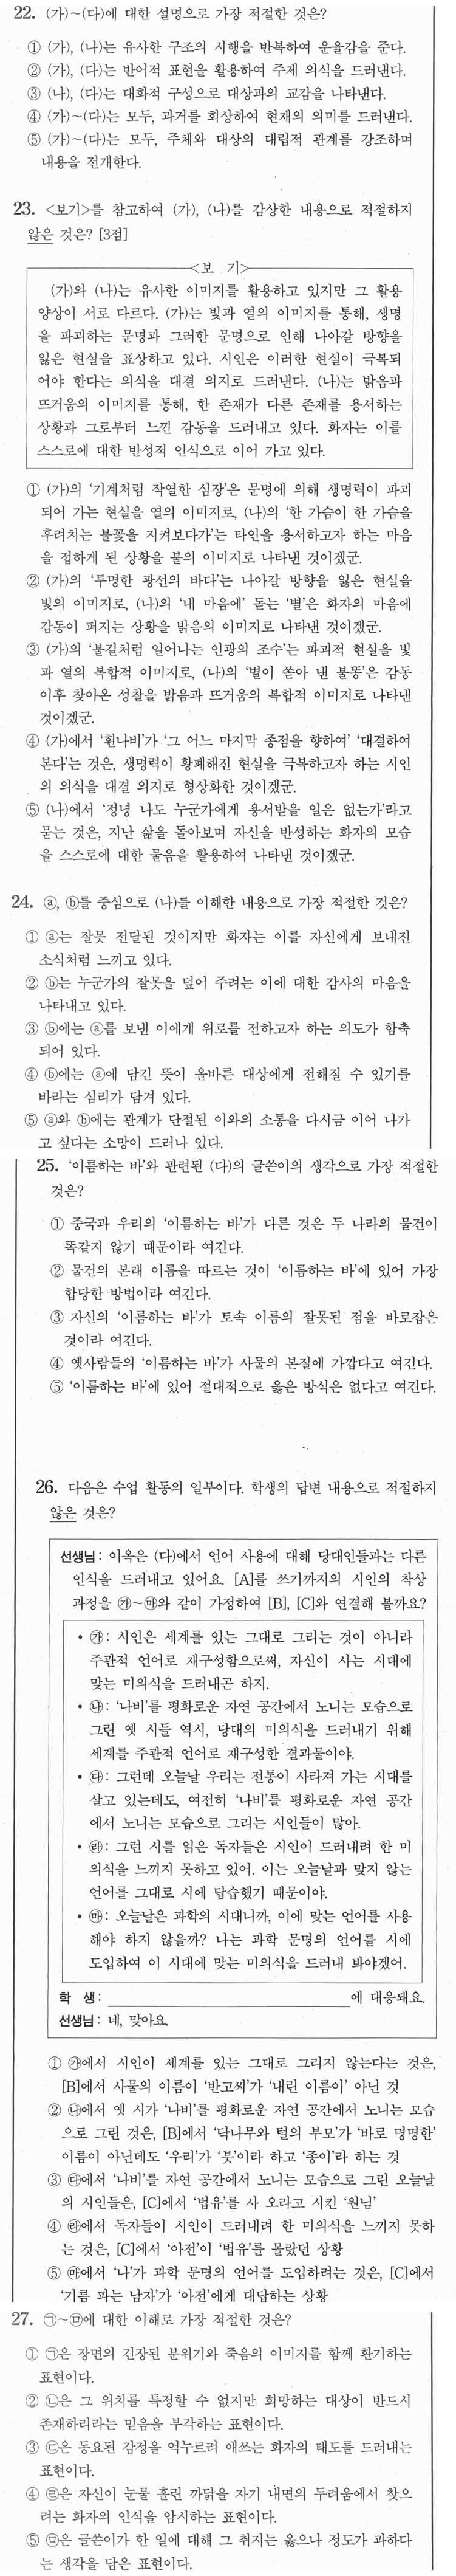 22. (가)~(다)에 대한 설명으로 가장 적절한 것은?
① (가), (나)는 유사한 구조의 시행을 반복하여 운율감을 준다.
② (가), (다)는 반어적 표현을 활용하여 주제 의식을 드러낸다.
③ (나), (다)는 대화적 구성으로 대상과의 교감을 나타낸다.
④ (가)~(다)는 모두, 과거를 회상하여 현재의 의미를 드러낸다.
⑤ (가)~(다)는 모두, 주체와 대상의 대립적 관계를 강조하며
내용을 전개한다.
23. <보기>를 참고하여 (가), (나)를 감상한 내용으로 적절하지
않은 것은? [3점]
<보 기>
(가)와 (나)는 유사한 이미지를 활용하고 있지만 그 활용
양상이 서로 다르다. (가)는 빛과 열의 이미지를 통해, 생명
을 파괴하는 문명과 그러한 문명으로 인해 나아갈 방향을
잃은 현실을 표상하고 있다. 시인은 이러한 현실이 극복되
어야 한다는 의식을 대결 의지로 드러낸다. (나)는 밝음과
뜨거움의 이미지를 통해, 한 존재가 다른 존재를 용서하는
상황과 그로부터 느낀 감동을 드러내고 있다. 화자는 이를
스스로에 대한 반성적 인식으로 이어 가고 있다.
① (가)의 ‘기계처럼 작열한 심장’은 문명에 의해 생명력이 파괴
되어 가는 현실을 열의 이미지로, (나)의 ‘한 가슴이 한 가슴을
후려치는 불꽃을 지켜보다가’는 타인을 용서하고자 하는 마음
을 접하게 된 상황을 불의 이미지로 나타낸 것이겠군.
② (가)의 ‘투명한 광선의 바다’는 나아갈 방향을 잃은 현실을
빛의 이미지로, (나)의 ‘내 마음에’ 돋는 ‘별’은 화자의 마음에
감동이 퍼지는 상황을 밝음의 이미지로 나타낸 것이겠군.
③ (가)의 ‘불길처럼 일어나는 인광의 조수’는 파괴적 현실을 빛
과 열의 복합적 이미지로, (나)의 ‘별이 쏟아 낸 불똥’은 감동
이후 찾아온 성찰을 밝음과 뜨거움의 복합적 이미지로 나타낸
것이겠군.
④ (가)에서 ‘흰나비’가 ‘그 어느 마지막 종점을 향하여’ ‘대결하여
본다’는 것은, 생명력이 황폐해진 현실을 극복하고자 하는 시인
의 의식을 대결 의지로 형상화한 것이겠군.
⑤ (나)에서 ‘정녕 나도 누군가에게 용서받을 일은 없는가’라고
묻는 것은, 지난 삶을 돌아보며 자신을 반성하는 화자의 모습
을 스스로에 대한 물음을 활용하여 나타낸 것이겠군.
24. ⓐ, ⓑ를 중심으로 (나)를 이해한 내용으로 가장 적절한 것은?
① ⓐ는 잘못 전달된 것이지만 화자는 이를 자신에게 보내진
소식처럼 느끼고 있다.
② ⓑ는 누군가의 잘못을 덮어 주려는 이에 대한 감사의 마음을
나타내고 있다.
③ ⓑ에는 ⓐ를 보낸 이에게 위로를 전하고자 하는 의도가 함축
되어 있다.
④ ⓑ에는 ⓐ에 담긴 뜻이 올바른 대상에게 전해질 수 있기를
바라는 심리가 담겨 있다.
⑤ ⓐ와 ⓑ에는 관계가 단절된 이와의 소통을 다시금 이어 나가
고 싶다는 소망이 드러나 있다.
25. ‘이름하는 바’와 관련된 (다)의 글쓴이의 생각으로 가장 적절한
것은?
① 중국과 우리의 ‘이름하는 바’가 다른 것은 두 나라의 물건이
똑같지 않기 때문이라 여긴다.
② 물건의 본래 이름을 따르는 것이 ‘이름하는 바’에 있어 가장
합당한 방법이라 여긴다.
③ 자신의 ‘이름하는 바’가 토속 이름의 잘못된 점을 바로잡은
것이라 여긴다.
④ 옛사람들의 ‘이름하는 바’가 사물의 본질에 가깝다고 여긴다.
⑤ ‘이름하는 바’에 있어 절대적으로 옳은 방식은 없다고 여긴다.
26. 다음은 수업 활동의 일부이다. 학생의 답변 내용으로 적절하지
않은 것은?
선생님: 이옥은 (다)에서 언어 사용에 대해 당대인들과는 다른
인식을 드러내고 있어요. [A]를 쓰기까지의 시인의 착상
과정을 ㉮~㉲와 같이 가정하여 [B], [C]와 연결해 볼까요?
• ㉮: 시인은 세계를 있는 그대로 그리는 것이 아니라
주관적 언어로 재구성함으로써, 자신이 사는 시대에
맞는 미의식을 드러내곤 하지.
• ㉯: ‘나비’를 평화로운 자연 공간에서 노니는 모습으로
그린 옛 시들 역시, 당대의 미의식을 드러내기 위해
세계를 주관적 언어로 재구성한 결과물이야.
• ㉰: 그런데 오늘날 우리는 전통이 사라져 가는 시대를
살고 있는데도, 여전히 ‘나비’를 평화로운 자연 공간
에서 노니는 모습으로 그리는 시인들이 많아.
• ㉱: 그런 시를 읽은 독자들은 시인이 드러내려 한 미
의식을 느끼지 못하고 있어. 이는 오늘날과 맞지 않는
언어를 그대로 시에 답습했기 때문이야.
• ㉲: 오늘날은 과학의 시대니까, 이에 맞는 언어를 사용
해야 하지 않을까? 나는 과학 문명의 언어를 시에
도입하여 이 시대에 맞는 미의식을 드러내 봐야겠어.
학 생: ____________________에 대응돼요.
선생님: 네, 맞아요.
① ㉮에서 시인이 세계를 있는 그대로 그리지 않는다는 것은,
[B]에서 사물의 이름이 ‘반고씨’가 ‘내린 이름이’ 아닌 것
② ㉯에서 옛 시가 ‘나비’를 평화로운 자연 공간에서 노니는 모습
으로 그린 것은, [B]에서 ‘닥나무와 털의 부모’가 ‘바로 명명한’
이름이 아닌데도 ‘우리’가 ‘붓’이라 하고 ‘종이’라 하는 것
③ ㉰에서 ‘나비’를 자연 공간에서 노니는 모습으로 그린 오늘날
의 시인들은, [C]에서 ‘법유’를 사 오라고 시킨 ‘원님’
④ ㉱에서 독자들이 시인이 드러내려 한 미의식을 느끼지 못하
는 것은, [C]에서 ‘아전’이 ‘법유’를 몰랐던 상황
⑤ ㉲에서 ‘나’가 과학 문명의 언어를 도입하려는 것은, [C]에서
‘기름 파는 남자’가 ‘아전’에게 대답하는 상황
27. ㉠~㉤에 대한 이해로 가장 적절한 것은?
① ㉠은 장면의 긴장된 분위기와 죽음의 이미지를 함께 환기하는
표현이다.
② ㉡은 그 위치를 특정할 수 없지만 희망하는 대상이 반드시
존재하리라는 믿음을 부각하는 표현이다.
③ ㉢은 동요된 감정을 억누르려 애쓰는 화자의 태도를 드러내는
표현이다.
④ ㉣은 자신이 눈물 흘린 까닭을 자기 내면의 두려움에서 찾으
려는 화자의 인식을 암시하는 표현이다.
⑤ ㉤은 글쓴이가 한 일에 대해 그 취지는 옳으나 정도가 과하다
는 생각을 담은 표현이다.